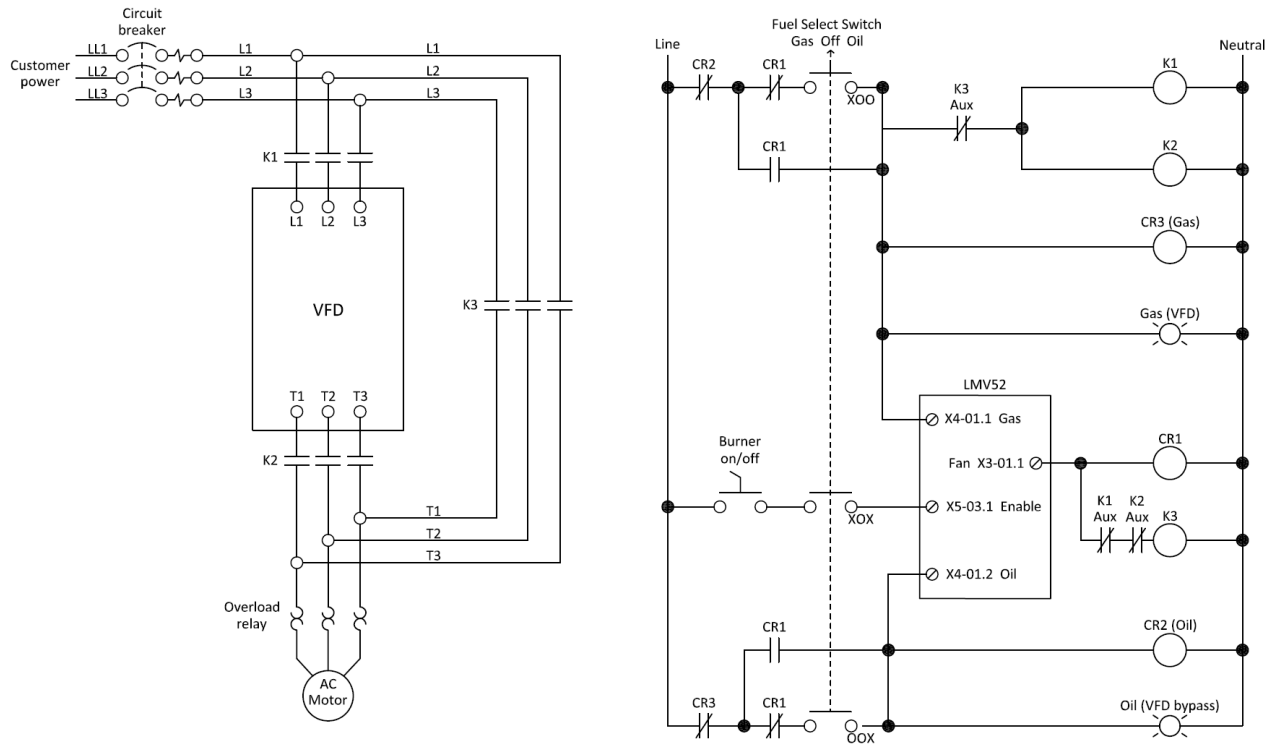 Circuit
breaker
Customer
power
LL1
LL2
LL3
L1
L2
L3
L1
L2
L3
K1
L1 L2 L3
VFD
K3
T1 T2 T3
K2
T1
T2
T3
Overload
relay
AC
Motor
Fuel Select Switch
Gas Off Oil
Line
Neutral
CR2
CR1
XOO
K3
Aux
K1
CR1
K2
CR3 (Gas)
Gas (VFD)
LMV52
X4-01.1 Gas
Burner
on/off
Fan X3-01.1
CR1
XOX
X5-03.1 Enable
K1
Aux
K2
Aux
K3
X4-01.2 Oil
CR1
CR2 (Oil)
CR3
CR1
OOX
Oil (VFD bypass)